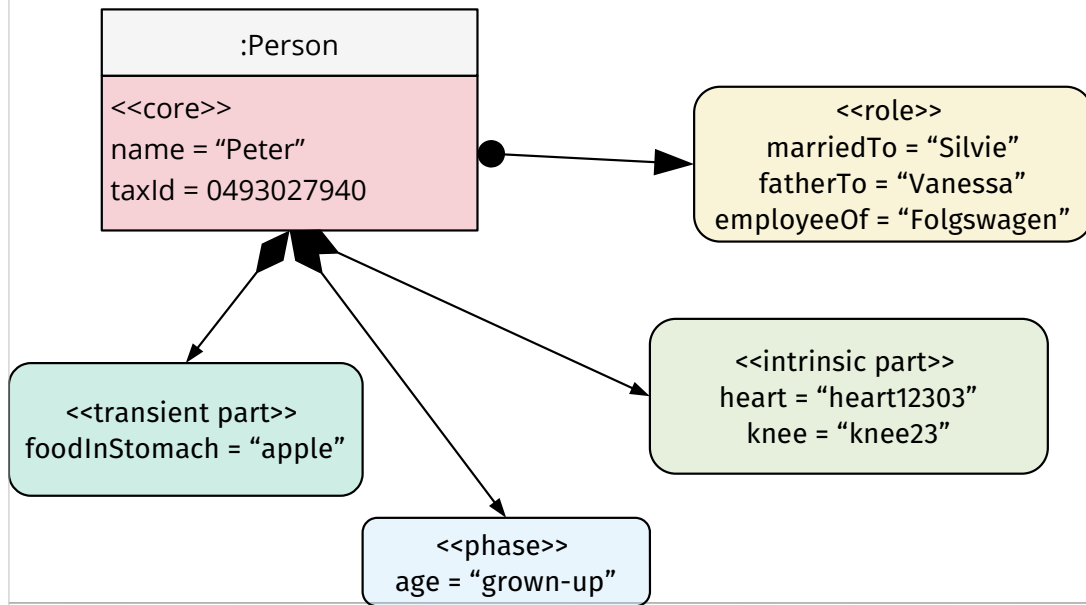 :Person
<<core>>
name = “Peter”
taxId = 0493027940
<<role>>
marriedTo = “Silvie”
fatherTo = “Vanessa”
employeeOf = “Folgswagen”
<<transient part>>
foodInStomach = “apple”
<<intrinsic part>>
heart = “heart12303”
knee = “knee23”
<<phase>>
age = “grown-up”